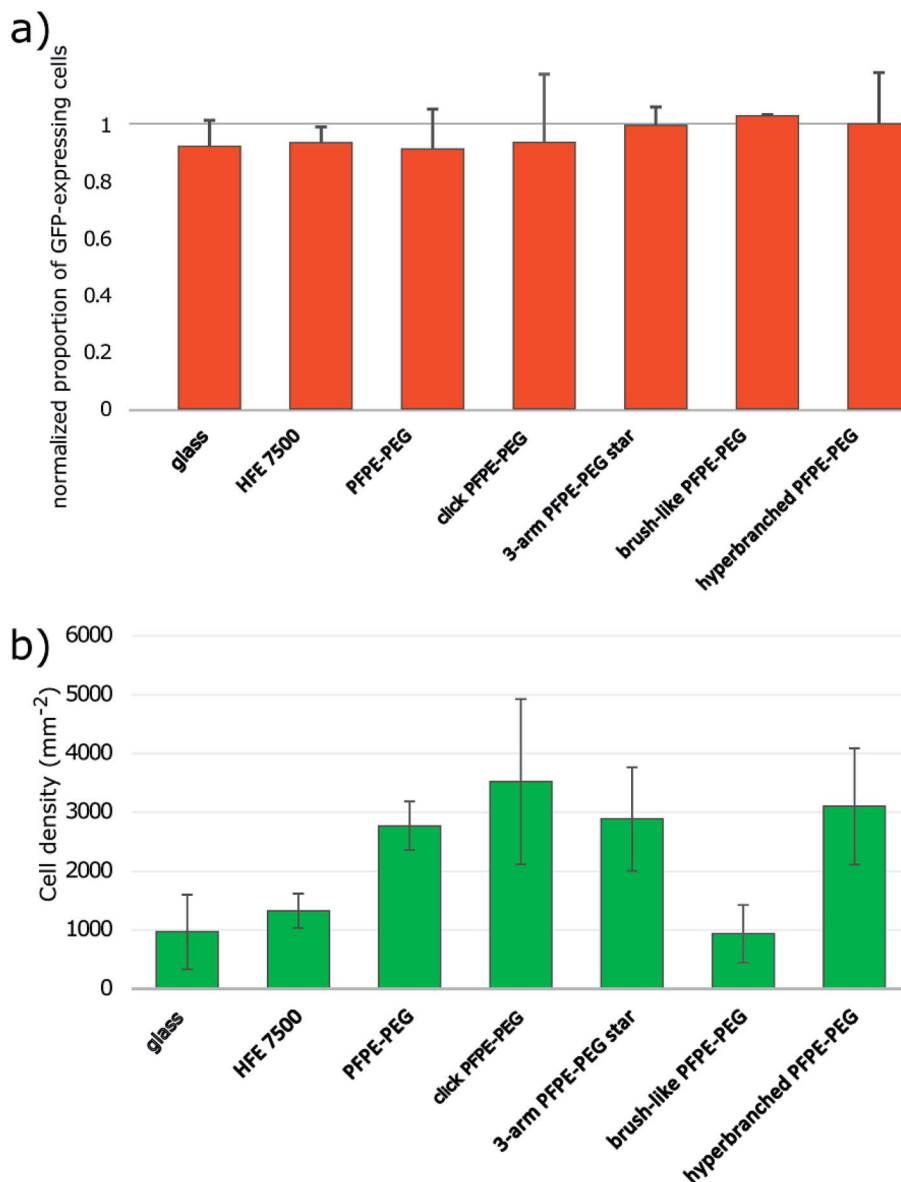 a)
normalized proportion of GFP-expressing cells
1
0.8
0.6
0.4
0.2
0
glass
HFE 7500
PFPE-PEG
click PFPE-PEG
3-arm PFPE-PEG star
brush-like PFPE-PEG
hyperbranched PFPE-PEG
b)
Cell density (mm⁻²)
6000
5000
4000
3000
2000
1000
0
glass
HFE 7500
PFPE-PEG
click PFPE-PEG
3-arm PFPE-PEG star
brush-like PFPE-PEG
hyperbranched PFPE-PEG